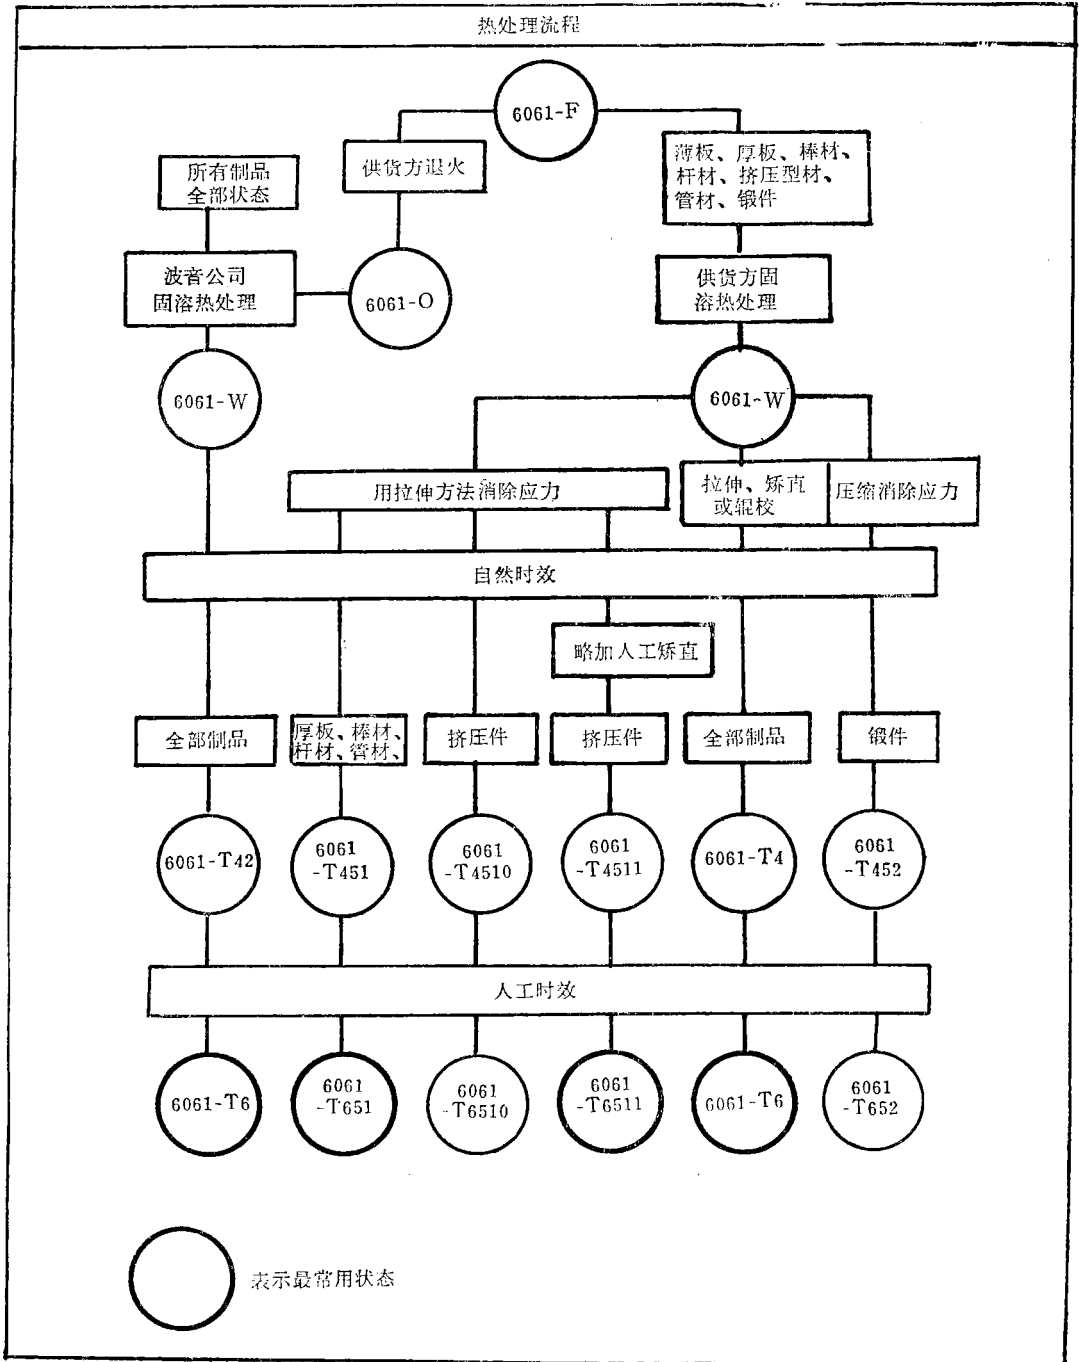 热处理流程
6061-F
供货方退火
薄板、厚板、棒材、
杆材、挤压型材、
管材、锻件
所有制品
全部状态
波音公司
固溶热处理
6061-O
供货方固
溶热处理
6061-W
6061-W
用拉伸方法消除应力
拉伸、矫直
或辊校
压缩消除应力
自然时效
略加人工矫直
全部制品
厚板、棒材、
杆材、管材、
挤压件
挤压件
全部制品
锻件
6061-T42
6061
-T451
6061
-T4510
6061
-T4511
6061-T4
6061
-T452
人工时效
6061-T6
6061
-T651
6061
-T6510
6061
-T6511
6061-T6
6061
-T652
表示最常用状态